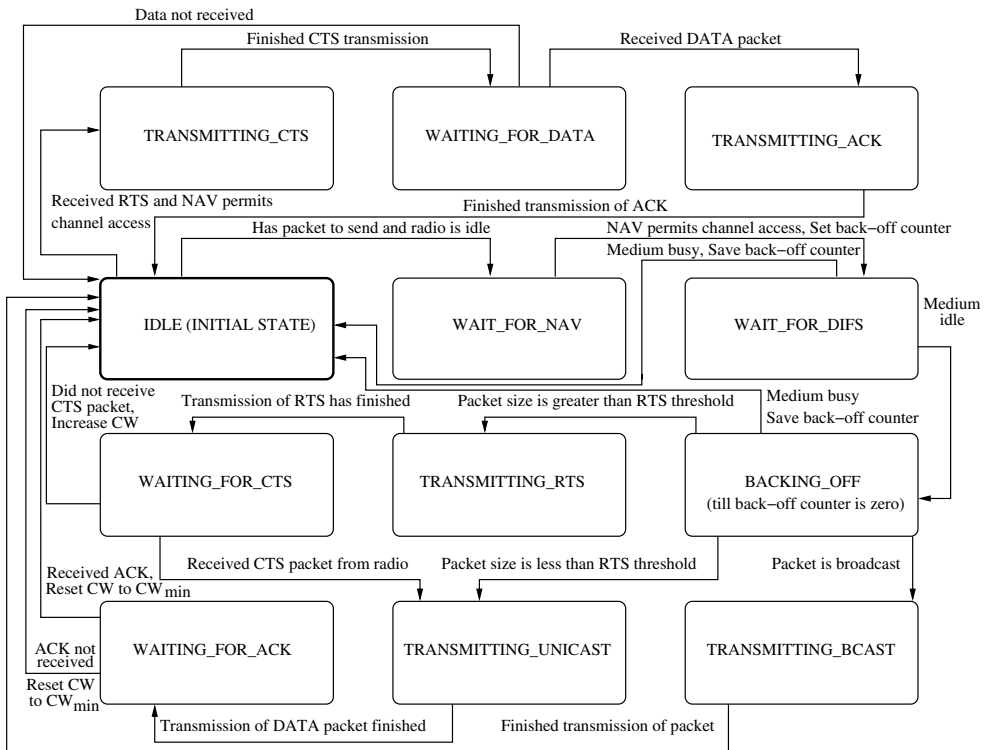 Data not received
Finished CTS transmission
Received DATA packet
TRANSMITTING_CTS
WAITING_FOR_DATA
TRANSMITTING_ACK
Received RTS and NAV permits
channel access
Finished transmission of ACK
Has packet to send and radio is idle
NAV permits channel access, Set back−off counter
Medium busy, Save back−off counter
IDLE (INITIAL STATE)
WAIT_FOR_NAV
WAIT_FOR_DIFS
Medium
idle
Did not receive
CTS packet,
Increase CW
Transmission of RTS has finished
Packet size is greater than RTS threshold
Medium busy
Save back−off counter
WAITING_FOR_CTS
TRANSMITTING_RTS
BACKING_OFF
(till back−off counter is zero)
Received CTS packet from radio
Packet size is less than RTS threshold
Packet is broadcast
Received ACK,
Reset CW to CWmin
WAITING_FOR_ACK
TRANSMITTING_UNICAST
TRANSMITTING_BCAST
ACK not
received
Reset CW
to CWmin
Transmission of DATA packet finished
Finished transmission of packet